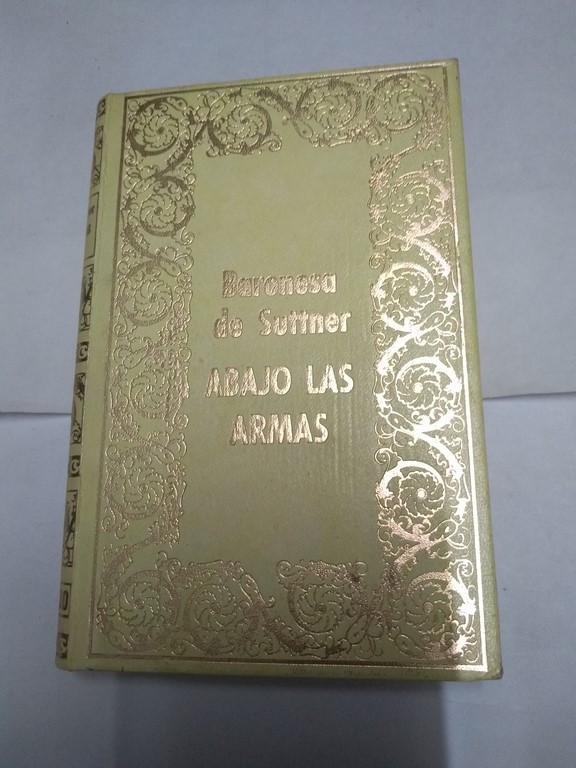 Baronesa
de Suttner
ABAJO LAS
ARMAS